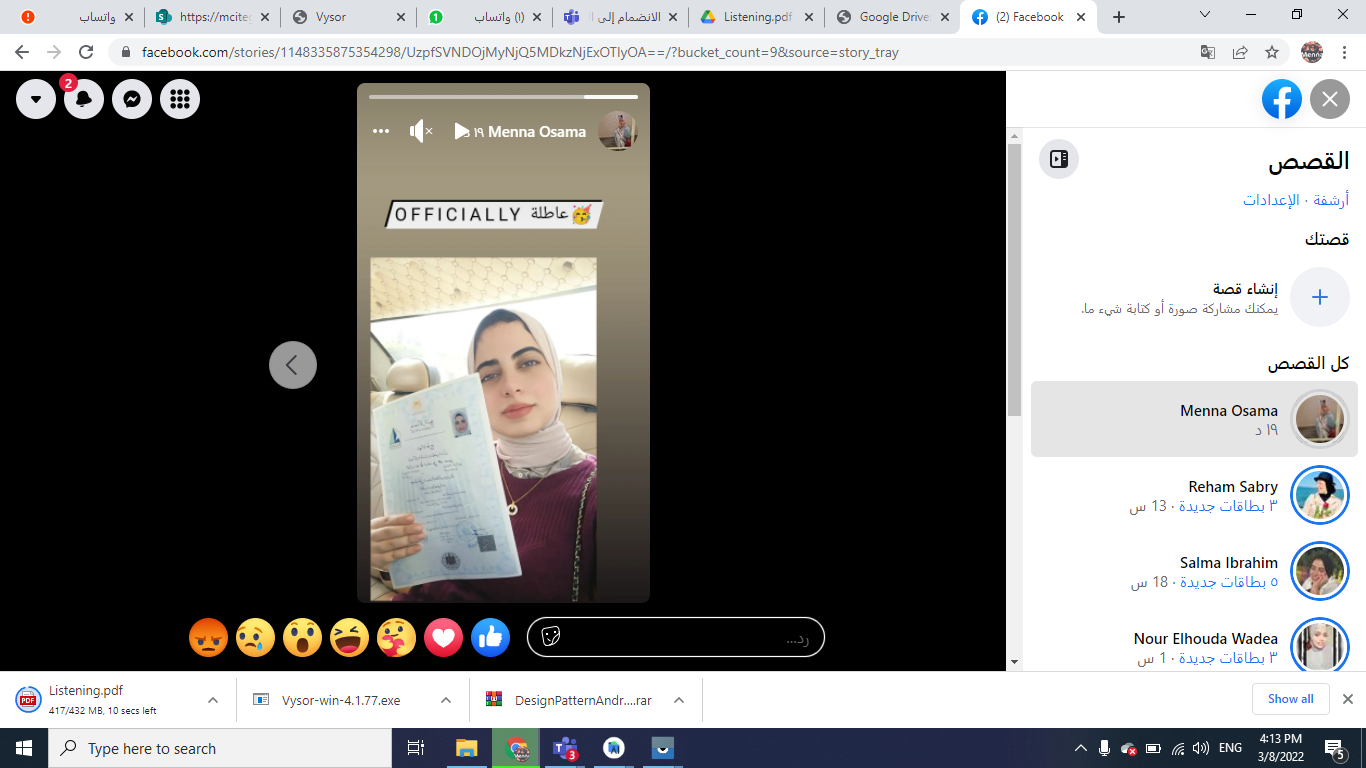 واتساب
https://mcitec
Vysor
(١) واتساب
الانضمام إلى ال
Listening.pdf
Google Drive:
(2) Facebook
facebook.com/stories/1148335875354298/UzpfSVNDOjMyNjQ5MDkzNjExOTIyOA==/?bucket_count=9&source=story_tray
2
Menna Osama ١٩ د
OFFICIALLY عاطلة🥳
رد...
القصص
أرشفة · الإعدادات
قصتك
إنشاء قصة
يمكنك مشاركة صورة أو كتابة شيء ما.
كل القصص
Menna Osama
١٩ د
Reham Sabry
٣ بطاقات جديدة · 13 س
Salma Ibrahim
٥ بطاقات جديدة · 18 س
Nour Elhouda Wadea
٣ بطاقات جديدة · 1 س
Listening.pdf
417/432 MB, 10 secs left
Vysor-win-4.1.77.exe
DesignPatternAndr....rar
Show all
Type here to search
3
ENG
4:13 PM
3/8/2022
5